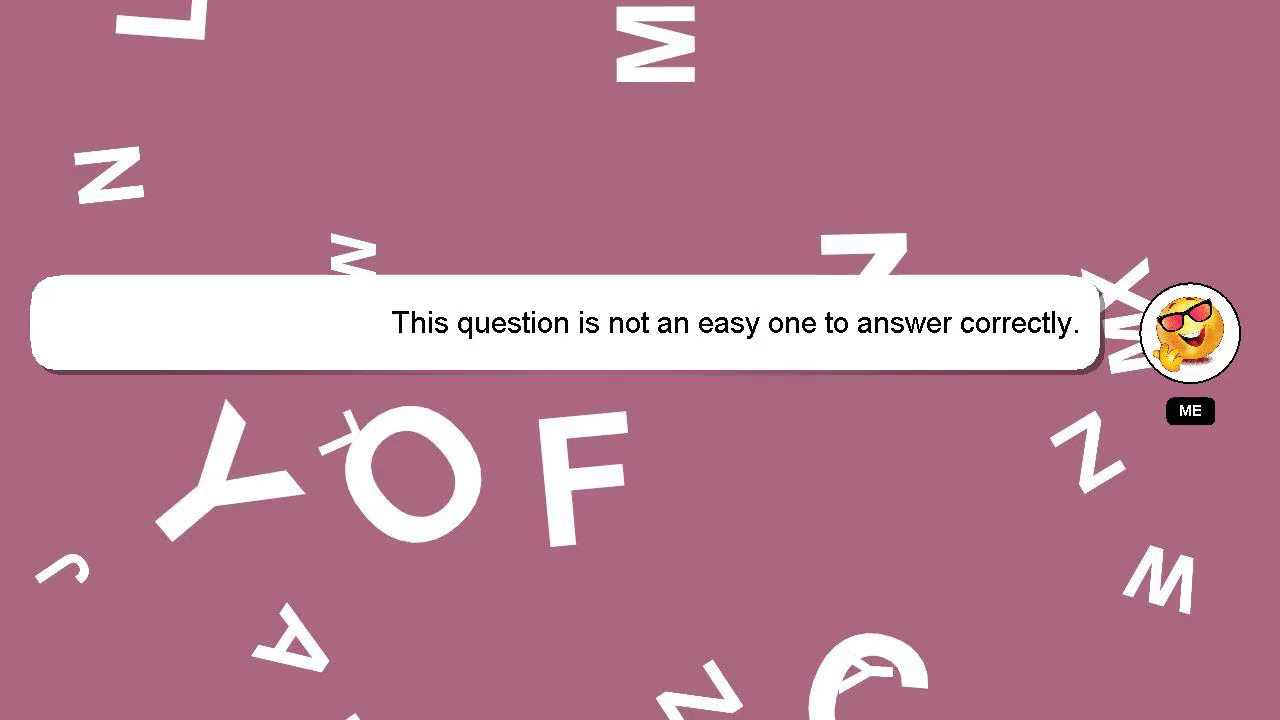 L
M
N
M
N
X
M
This question is not an easy one to answer correctly.
ME
Y
X
O
F
Z
J
W
A
N
C
A